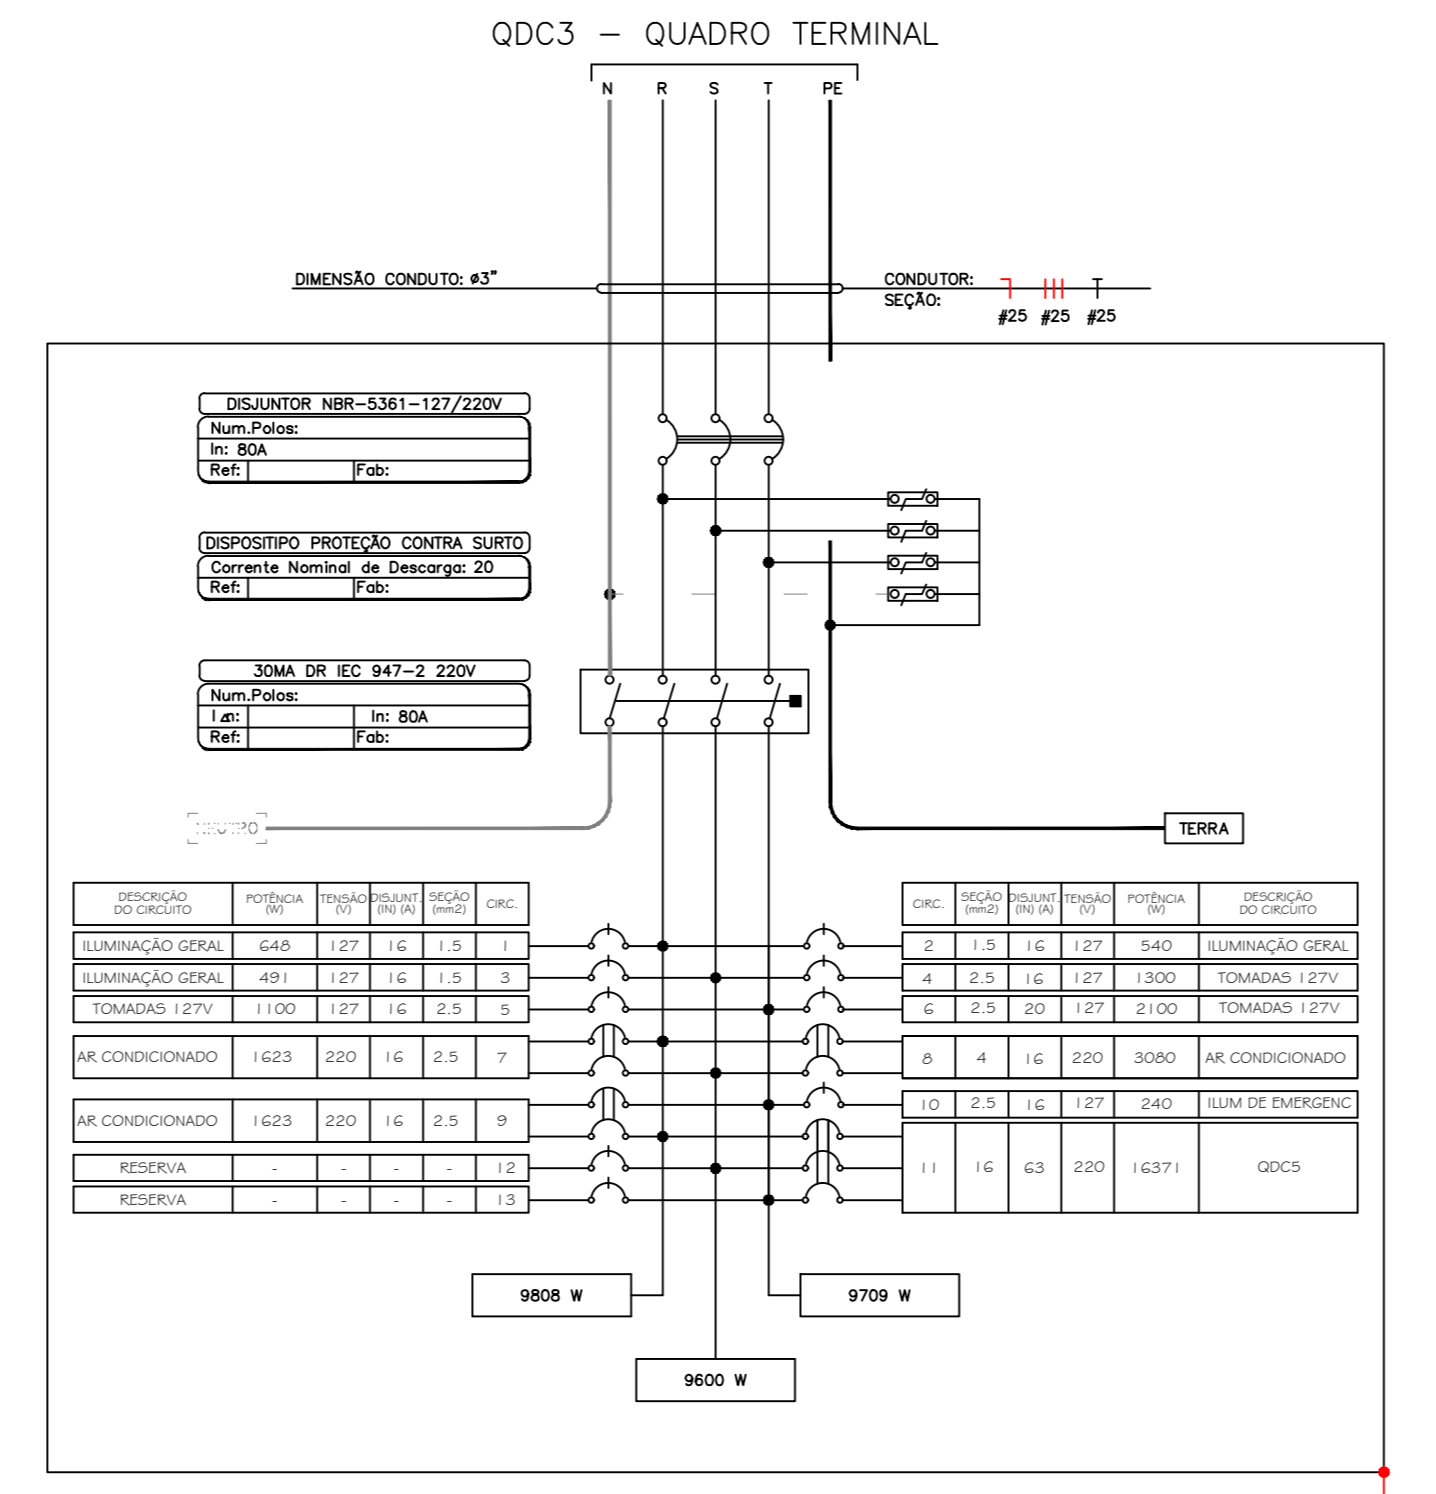 QDC3 – QUADRO TERMINAL
N R S T PE
DIMENSÃO CONDUTO: ø3"
CONDUTOR:
SEÇÃO:
#25 #25 #25
DISJUNTOR NBR-5361-127/220V
Num.Polos:
In: 80A
Ref: Fab:
DISPOSITIPO PROTEÇÃO CONTRA SURTO
Corrente Nominal de Descarga: 20
Ref: Fab:
30MA DR IEC 947-2 220V
Num.Polos:
I△n: In: 80A
Ref: Fab:
NEUTRO
TERRA
DESCRIÇÃO DO CIRCUITO POTÊNCIA (W) TENSÃO (V) DISJUNT. (IN) (A) SEÇÃO (mm2) CIRC.
ILUMINAÇÃO GERAL 648 127 16 1.5 1
ILUMINAÇÃO GERAL 491 127 16 1.5 3
TOMADAS 127V 1100 127 16 2.5 5
AR CONDICIONADO 1623 220 16 2.5 7
AR CONDICIONADO 1623 220 16 2.5 9
RESERVA - - - - 12
RESERVA - - - - 13
CIRC. SEÇÃO (mm2) DISJUNT. (IN) (A) TENSÃO (V) POTÊNCIA (W) DESCRIÇÃO DO CIRCUITO
2 1.5 16 127 540 ILUMINAÇÃO GERAL
4 2.5 16 127 1300 TOMADAS 127V
6 2.5 20 127 2100 TOMADAS 127V
8 4 16 220 3080 AR CONDICIONADO
10 2.5 16 127 240 ILUM DE EMERGENC
11 16 63 220 16371 QDC5
9808 W
9709 W
9600 W